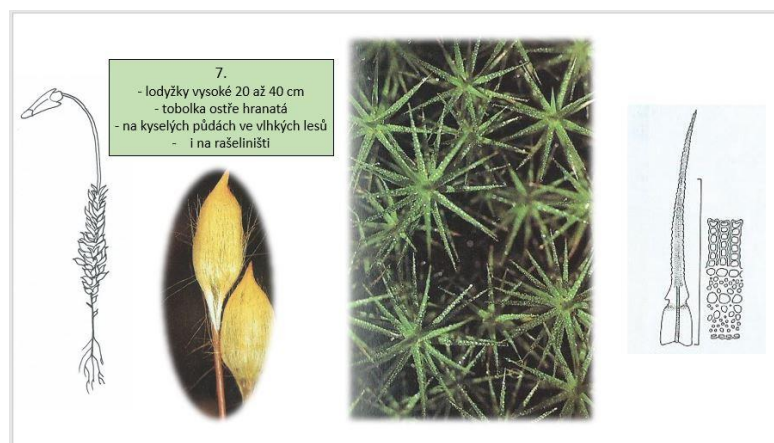 7.
- lodyžky vysoké 20 až 40 cm
- tobolka ostře hranatá
- na kyselých půdách ve vlhkých lesů
- i na rašeliništi